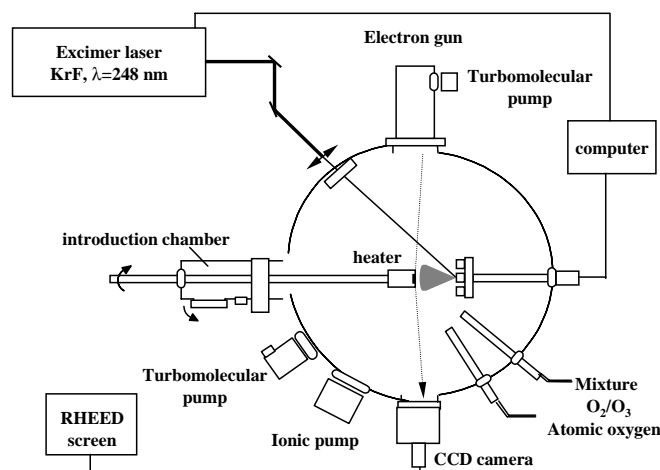 Excimer laser
KrF, λ=248 nm
Electron gun
Turbomolecular
pump
computer
introduction chamber
heater
Turbomolecular
pump
Ionic pump
Mixture
O2/O3
Atomic oxygen
RHEED
screen
CCD camera